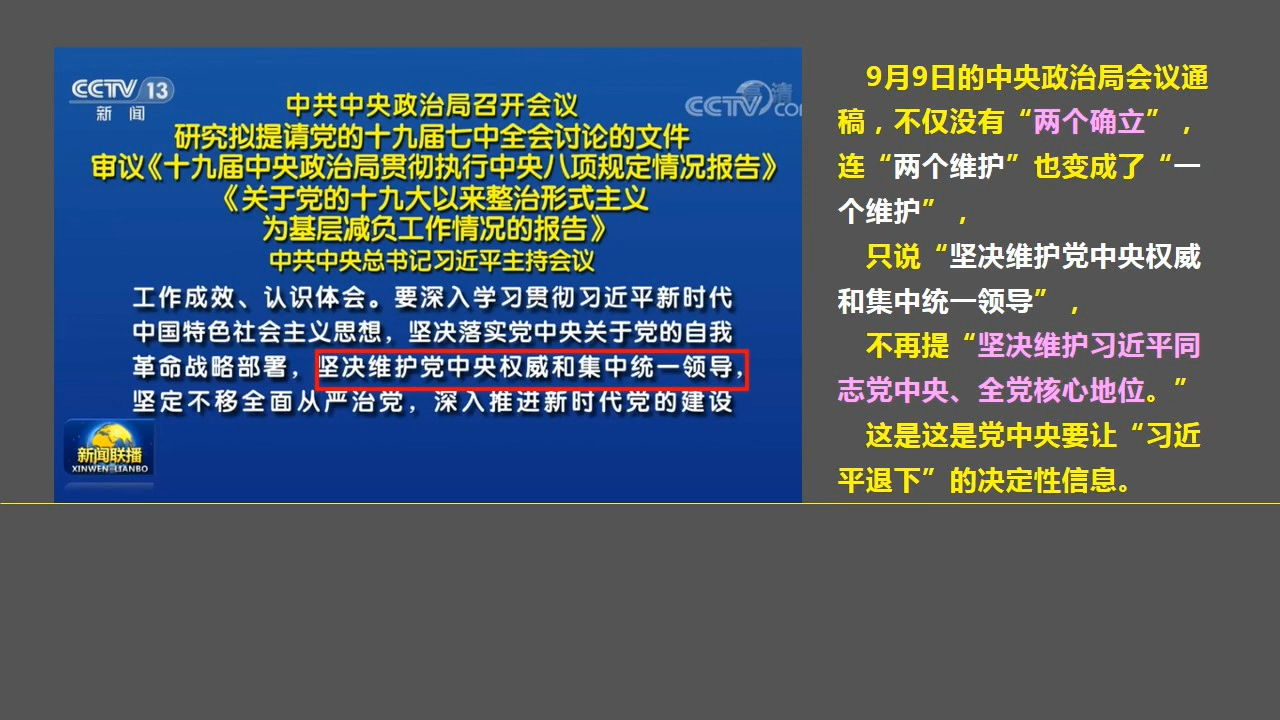 CCTV 13
新 闻
CCTV.com
高清
中共中央政治局召开会议
研究拟提请党的十九届七中全会讨论的文件
审议《十九届中央政治局贯彻执行中央八项规定情况报告》
《关于党的十九大以来整治形式主义
为基层减负工作情况的报告》
中共中央总书记习近平主持会议
工作成效、认识体会。要深入学习贯彻习近平新时代
中国特色社会主义思想，坚决落实党中央关于党的自我
革命战略部署，坚决维护党中央权威和集中统一领导，
坚定不移全面从严治党，深入推进新时代党的建设
新闻联播
XINWEN LIANBO
9月9日的中央政治局会议通
稿，不仅没有“两个确立”，
连“两个维护”也变成了“一
个维护”，
只说“坚决维护党中央权威
和集中统一领导”，
不再提“坚决维护习近平同
志党中央、全党核心地位。”
这是这是党中央要让“习近
平退下”的决定性信息。